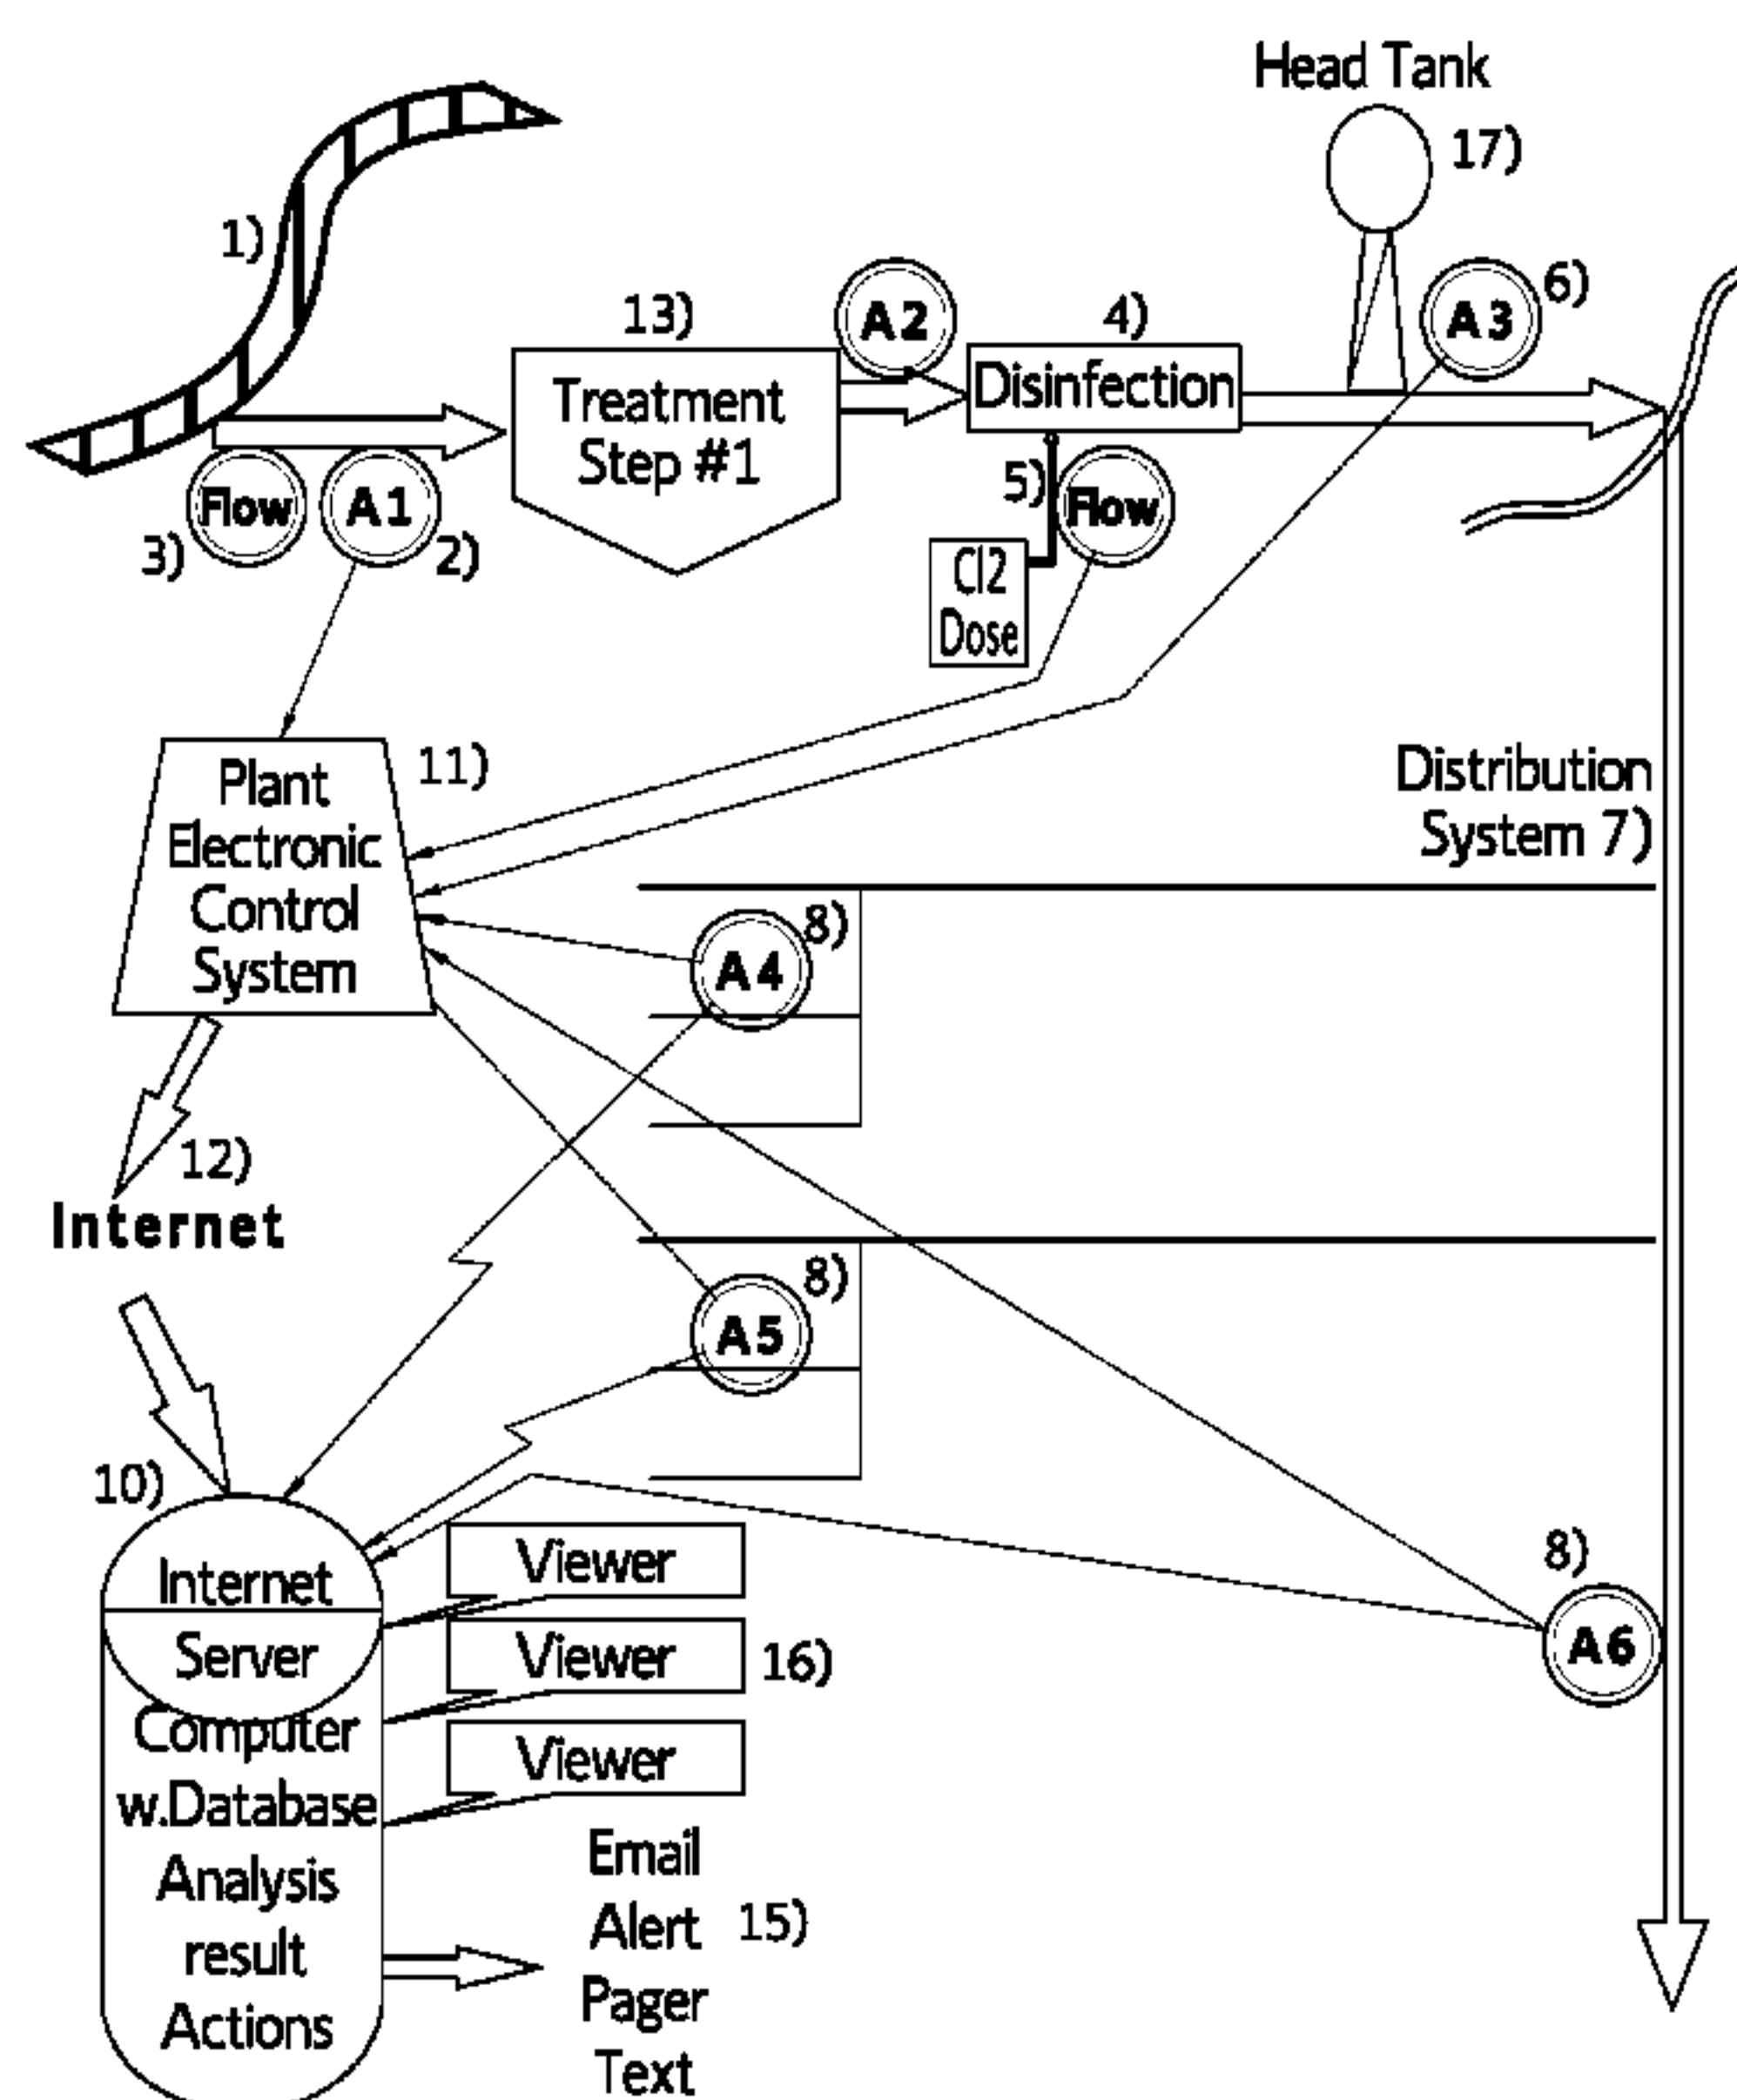 Head Tank
17)
1)
13)
A2
4)
A3
6)
Treatment
Step #1
Disinfection
Flow
A1
3)
2)
5)
Flow
Cl2
Dose
Plant
Electronic
Control
System
11)
Distribution
System 7)
8)
A4
12)
Internet
8)
A5
10)
Internet
Server
Computer
w.Database
Analysis
result
Actions
Viewer
Viewer
16)
Viewer
8)
A6
Email
Alert
15)
Pager
Text